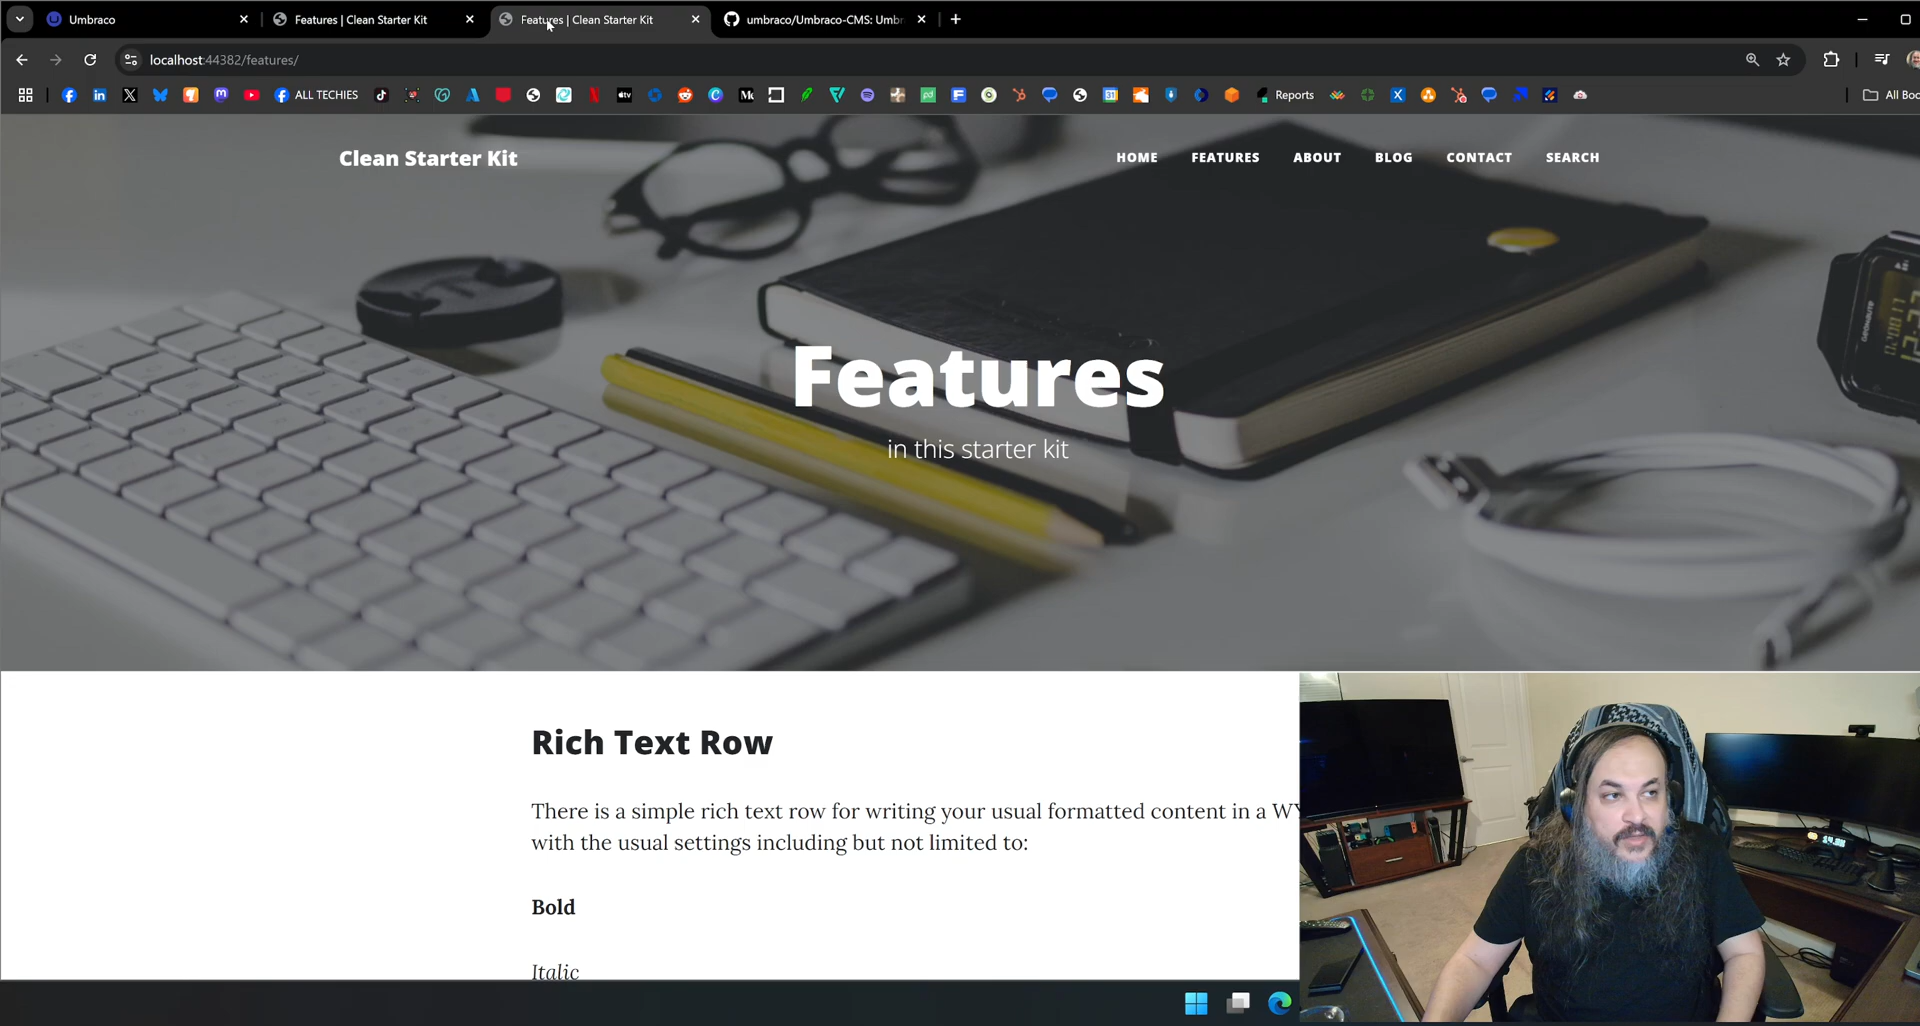 Umbraco
Features | Clean Starter Kit
Features | Clean Starter Kit
umbraco/Umbraco-CMS: Umbr
localhost:44382/features/
ALL TECHIES
Reports
All Boo
Clean Starter Kit
HOME
FEATURES
ABOUT
BLOG
CONTACT
SEARCH
Features
in this starter kit
Rich Text Row
There is a simple rich text row for writing your usual formatted content in a WY
with the usual settings including but not limited to:
Bold
Italic